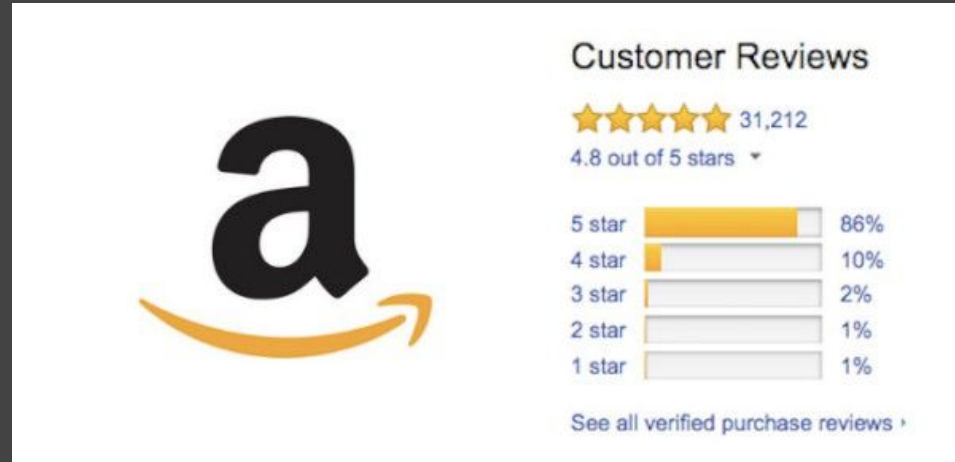 a
Customer Reviews
31,212
4.8 out of 5 stars
5 star 86%
4 star 10%
3 star 2%
2 star 1%
1 star 1%
See all verified purchase reviews ›